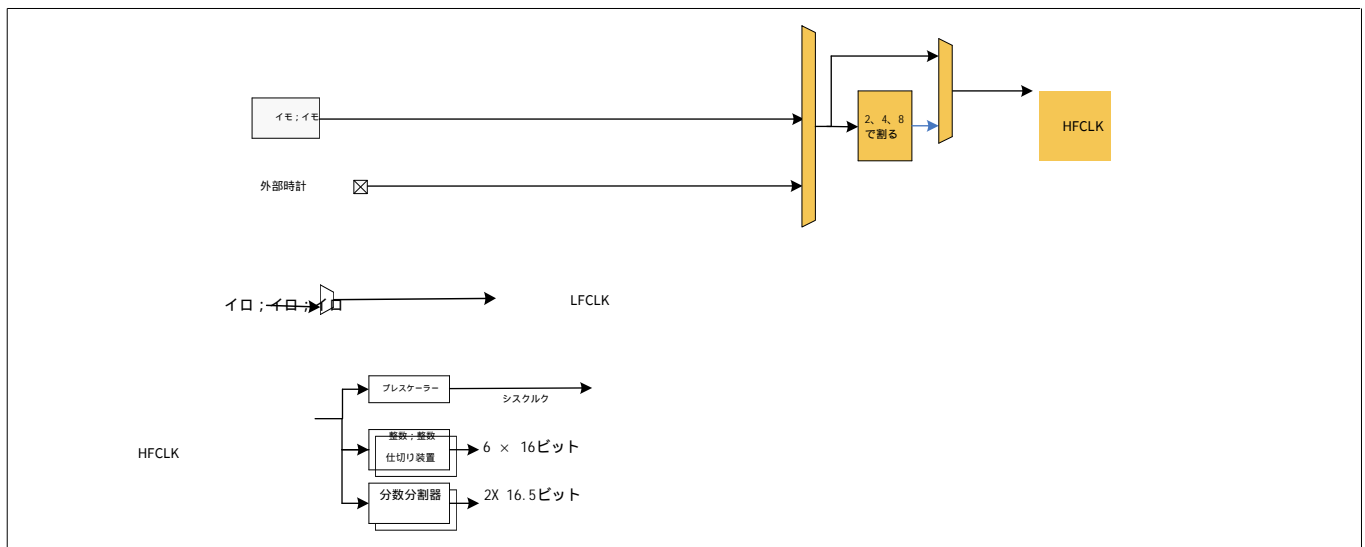 イモ；イモ
2、4、8
で割る
HFCLK
外部時計
イロ；イロ；イロ
LFCLK
プレスケーラー
シスクルク
整数；整数
仕切り装置
6 × 16ビット
HFCLK
分数分割器
2X 16.5ビット